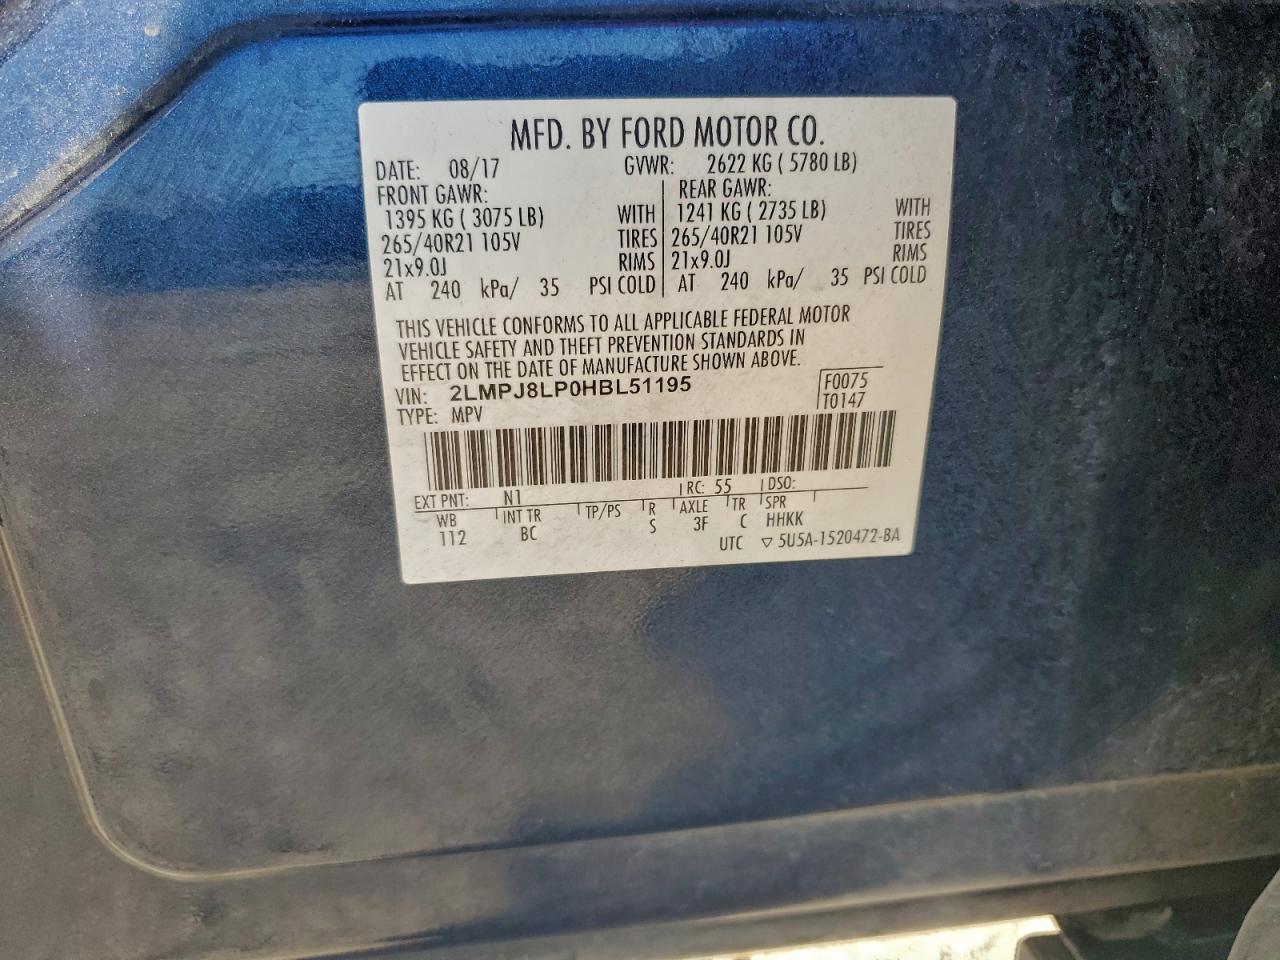 MFD. BY FORD MOTOR CO.
DATE: 08/17 GVWR: 2622 KG ( 5780 LB)
FRONT GAWR: REAR GAWR:
1395 KG ( 3075 LB) WITH 1241 KG ( 2735 LB) WITH
265/40R21 105V TIRES 265/40R21 105V TIRES
21x9.0J RIMS 21x9.0J RIMS
AT 240 kPa/ 35 PSI COLD AT 240 kPa/ 35 PSI COLD
THIS VEHICLE CONFORMS TO ALL APPLICABLE FEDERAL MOTOR
VEHICLE SAFETY AND THEFT PREVENTION STANDARDS IN
EFFECT ON THE DATE OF MANUFACTURE SHOWN ABOVE.
VIN: 2LMPJ8LP0HBL51195 F0075
TYPE: MPV T0147
EXT PNT: N1 RC: 55 DSO:
WB INT TR TP/PS R AXLE TR SPR
112 BC S 3F C HHKK
UTC ▽ 5U5A-1520472-BA